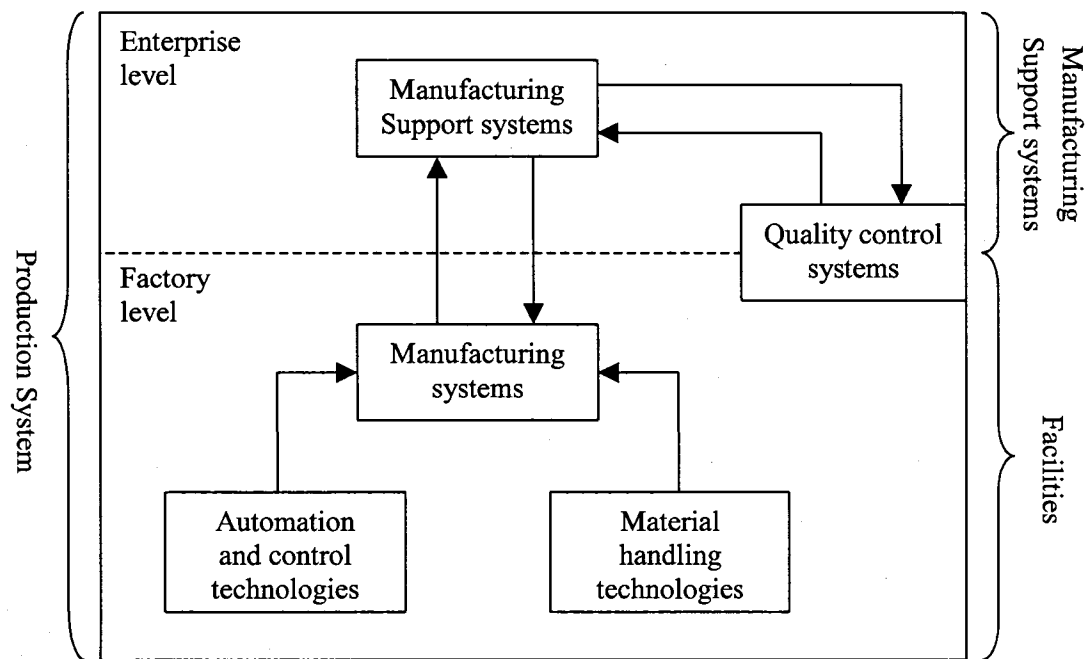 Enterprise
level
Manufacturing
Support systems
Manufacturing
Support systems
Quality control
systems
Production System
Factory
level
Manufacturing
systems
Facilities
Automation
and control
technologies
Material
handling
technologies